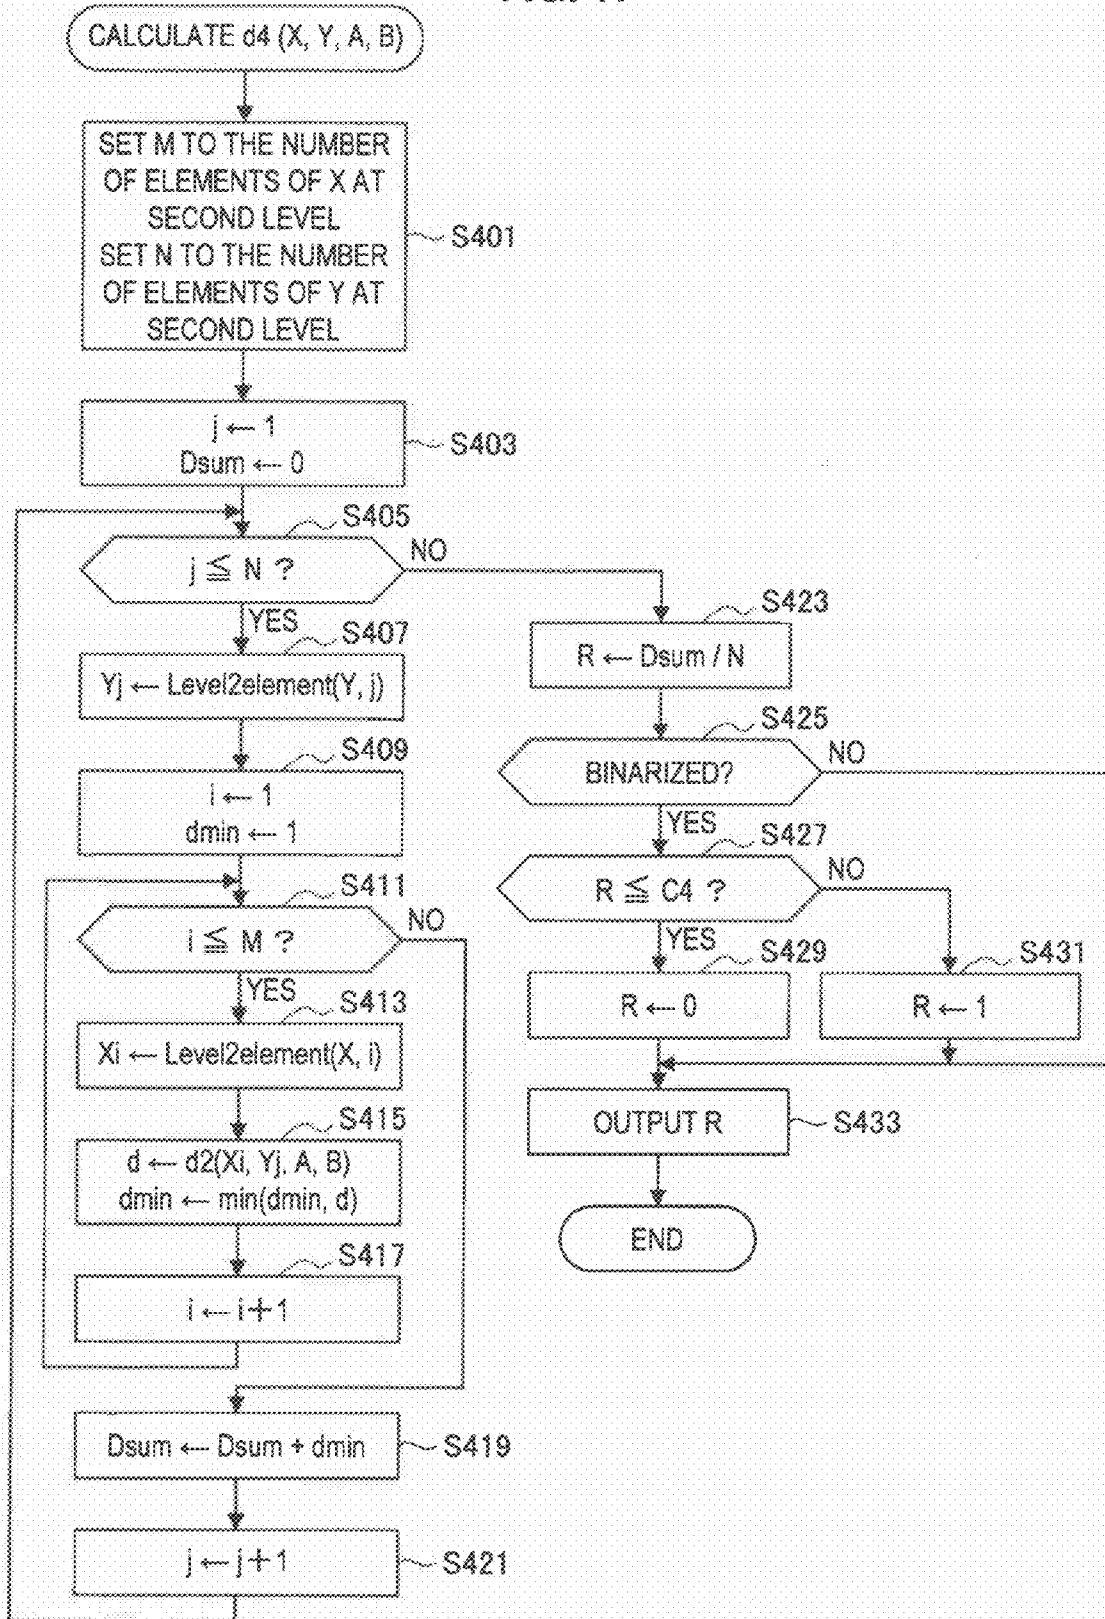 CALCULATE d4 (X, Y, A, B)
SET M TO THE NUMBER
OF ELEMENTS OF X AT
SECOND LEVEL
SET N TO THE NUMBER
OF ELEMENTS OF Y AT
SECOND LEVEL
S401
j ← 1
Dsum ← 0
S403
S405
j ≦ N ?
NO
YES
S407
Yj ← Level2element(Y, j)
S409
i ← 1
dmin ← 1
S411
i ≦ M ?
NO
YES
S413
Xi ← Level2element(X, i)
S415
d ← d2(Xi, Yj, A, B)
dmin ← min(dmin, d)
S417
i ← i + 1
Dsum ← Dsum + dmin
S419
j ← j + 1
S421
S423
R ← Dsum / N
S425
BINARIZED?
NO
YES
S427
R ≦ C4 ?
NO
YES
S429
R ← 0
S431
R ← 1
OUTPUT R
S433
END